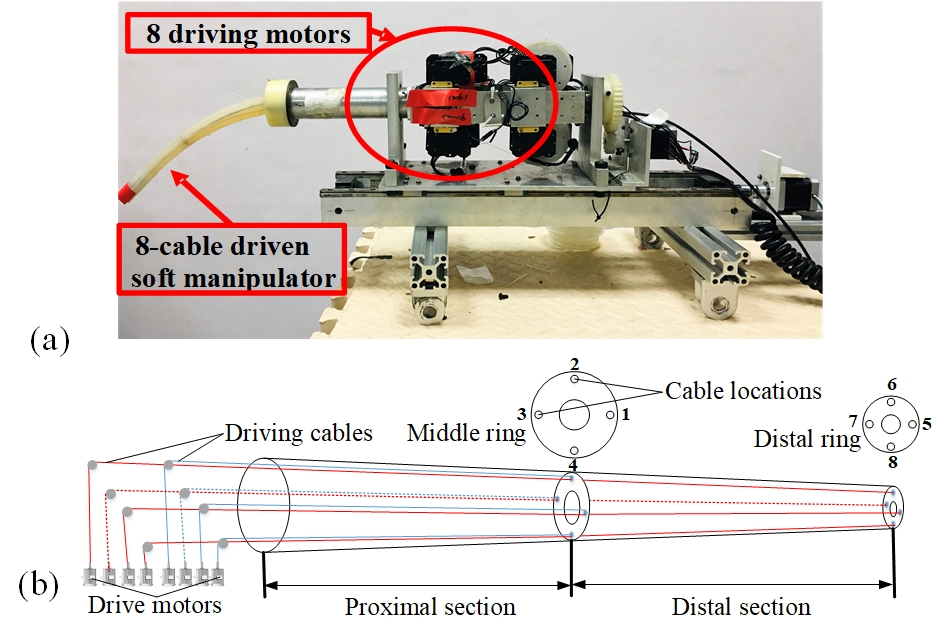 8 driving motors
8-cable driven
soft manipulator
(a)
2
3
1
4
Cable locations
Middle ring
6
7
5
8
Distal ring
Driving cables
(b)
Drive motors
Proximal section
Distal section